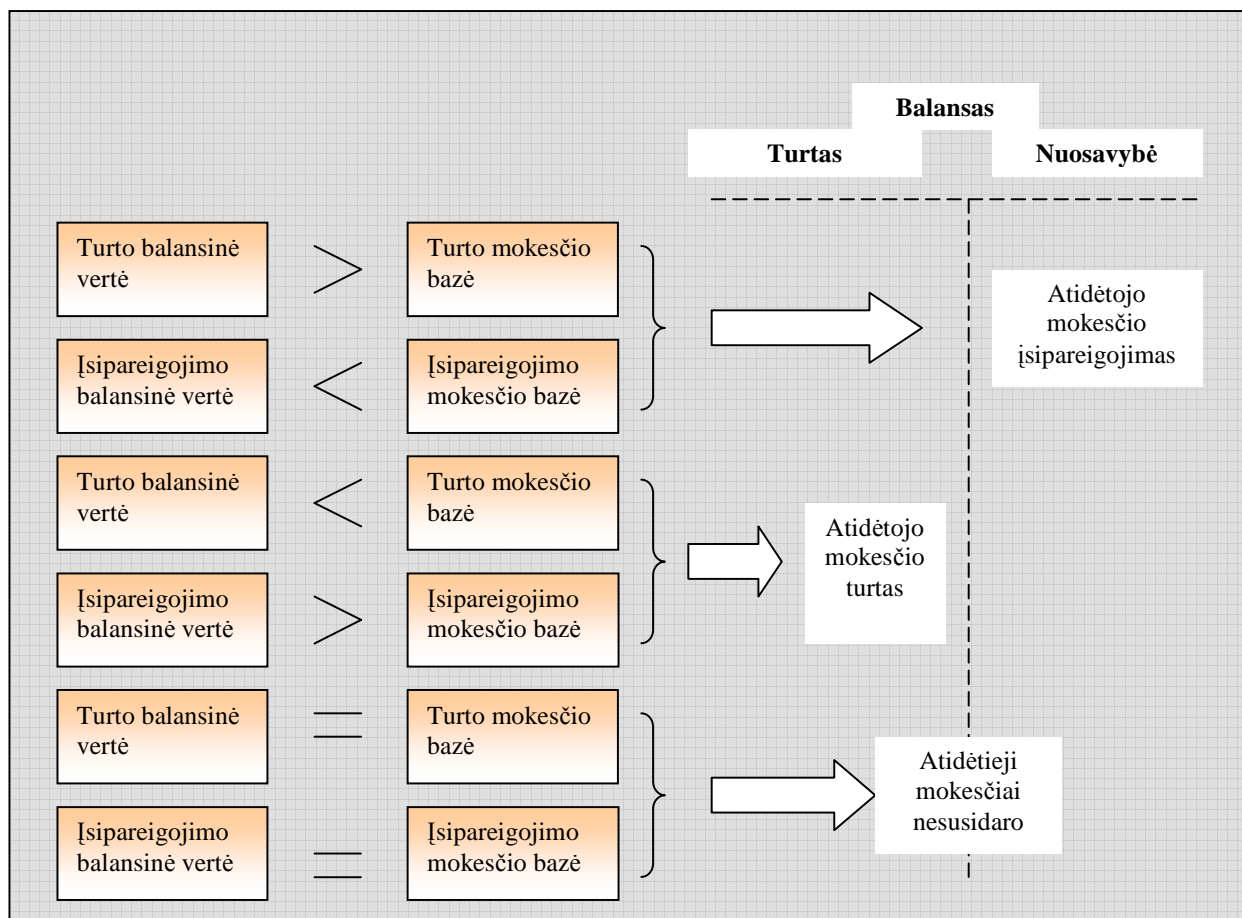 Balansas
Turtas
Nuosavybė
Turto balansinė
vertė
>
Turto mokesčio
bazė
Įsipareigojimo
balansinė vertė
<
Įsipareigojimo
mokesčio bazė
Atidėtojo
mokesčio
įsipareigojimas
Turto balansinė
vertė
<
Turto mokesčio
bazė
Įsipareigojimo
balansinė vertė
>
Įsipareigojimo
mokesčio bazė
Atidėtojo
mokesčio
turtas
Turto balansinė
vertė
=
Turto mokesčio
bazė
Įsipareigojimo
balansinė vertė
=
Įsipareigojimo
mokesčio bazė
Atidėtieji
mokesčiai
nesusidaro